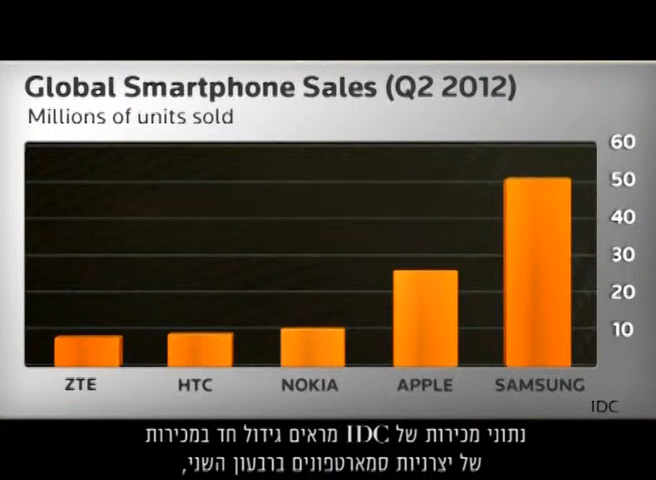 Global Smartphone Sales (Q2 2012)
Millions of units sold
60
50
40
30
20
10
ZTE HTC NOKIA APPLE SAMSUNG
IDC
נתוני מכירות של IDC מראים גידול חד במכירות
של יצרניות סמארטפונים ברבעון השני,